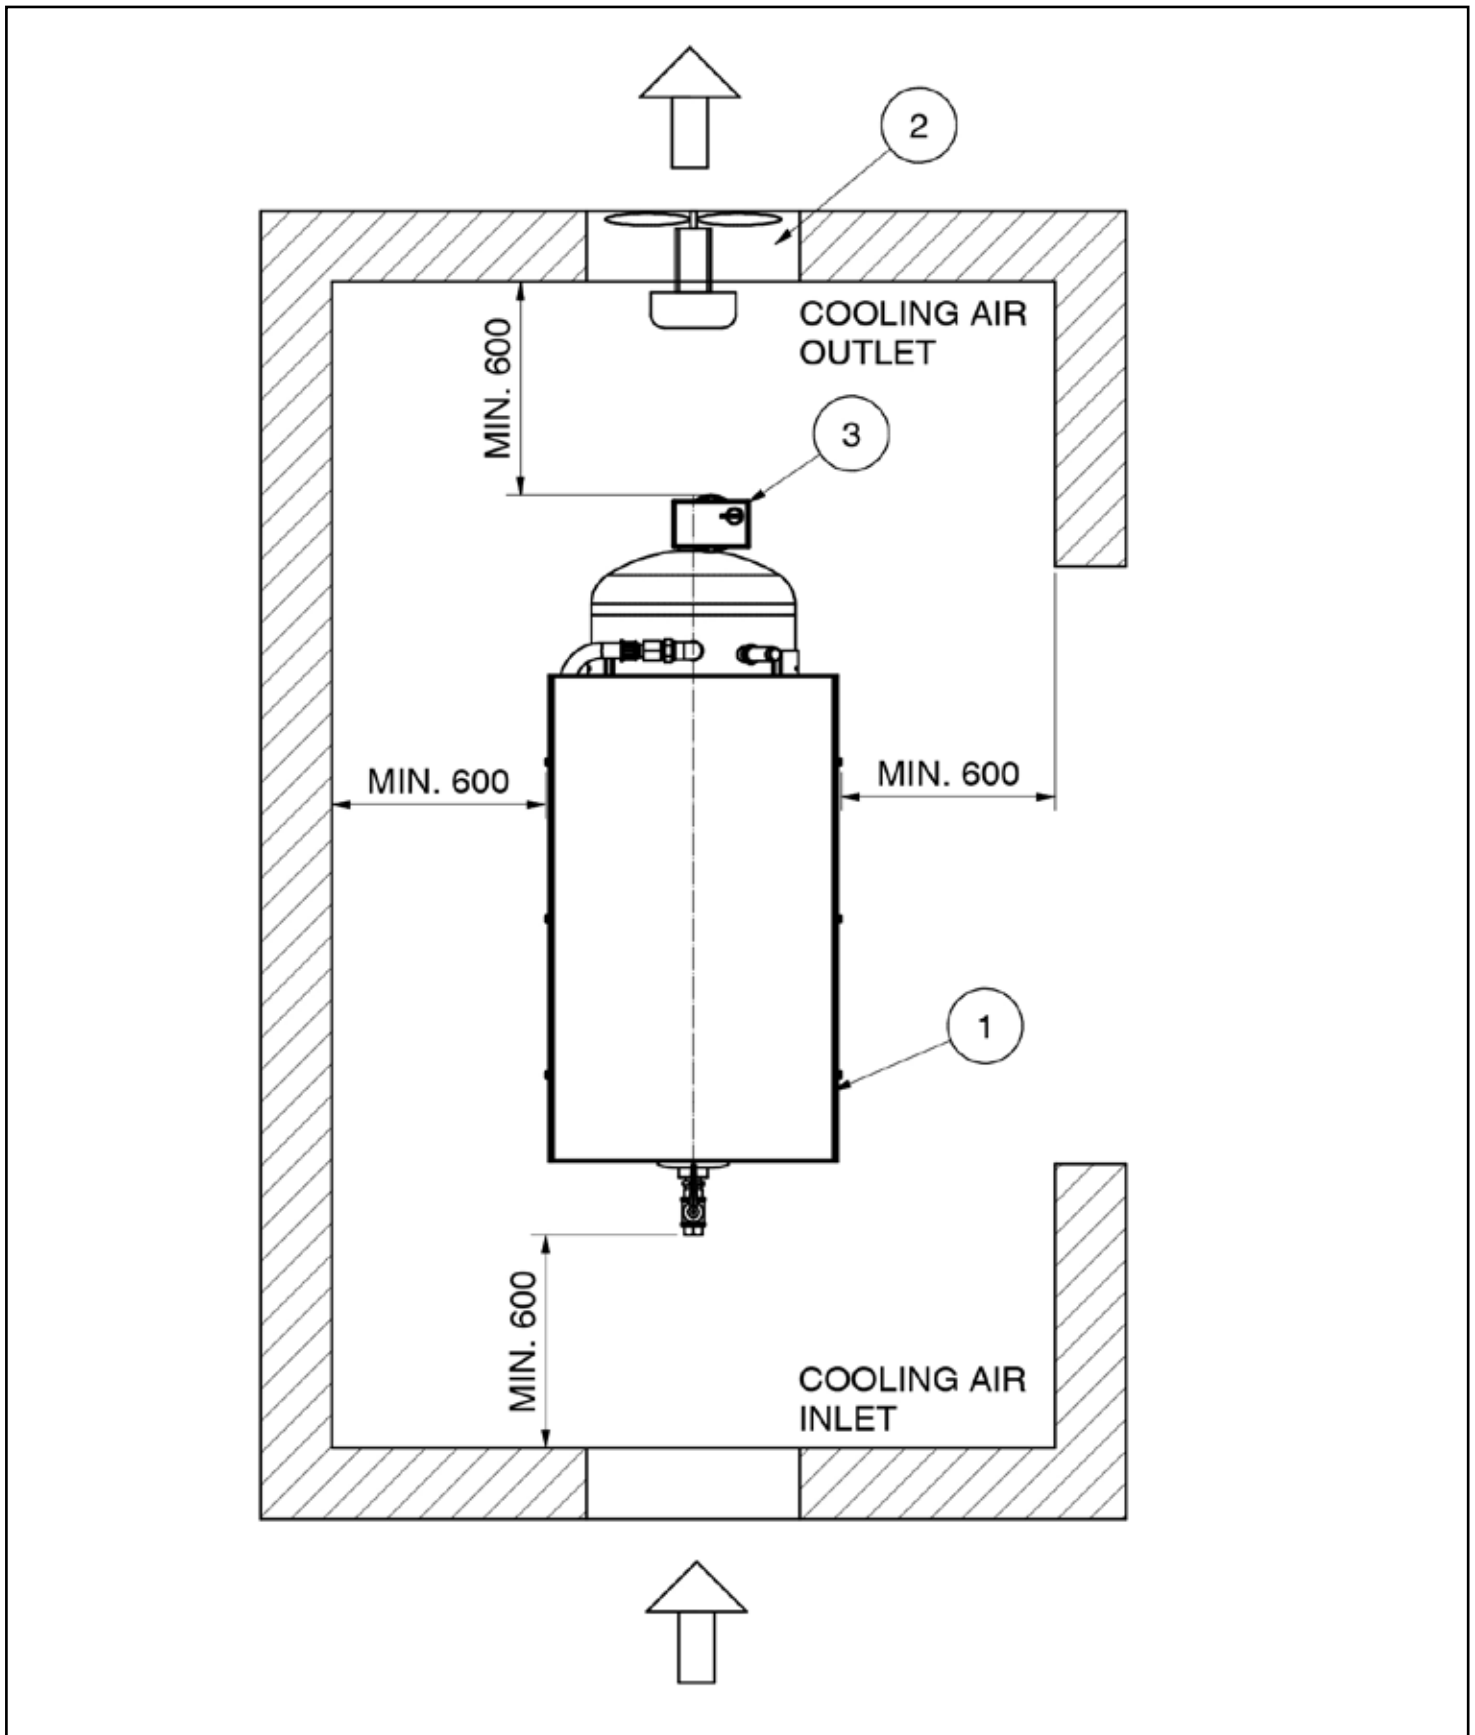 2
COOLING AIR
OUTLET
MIN. 600
3
MIN. 600
MIN. 600
1
MIN. 600
COOLING AIR
INLET